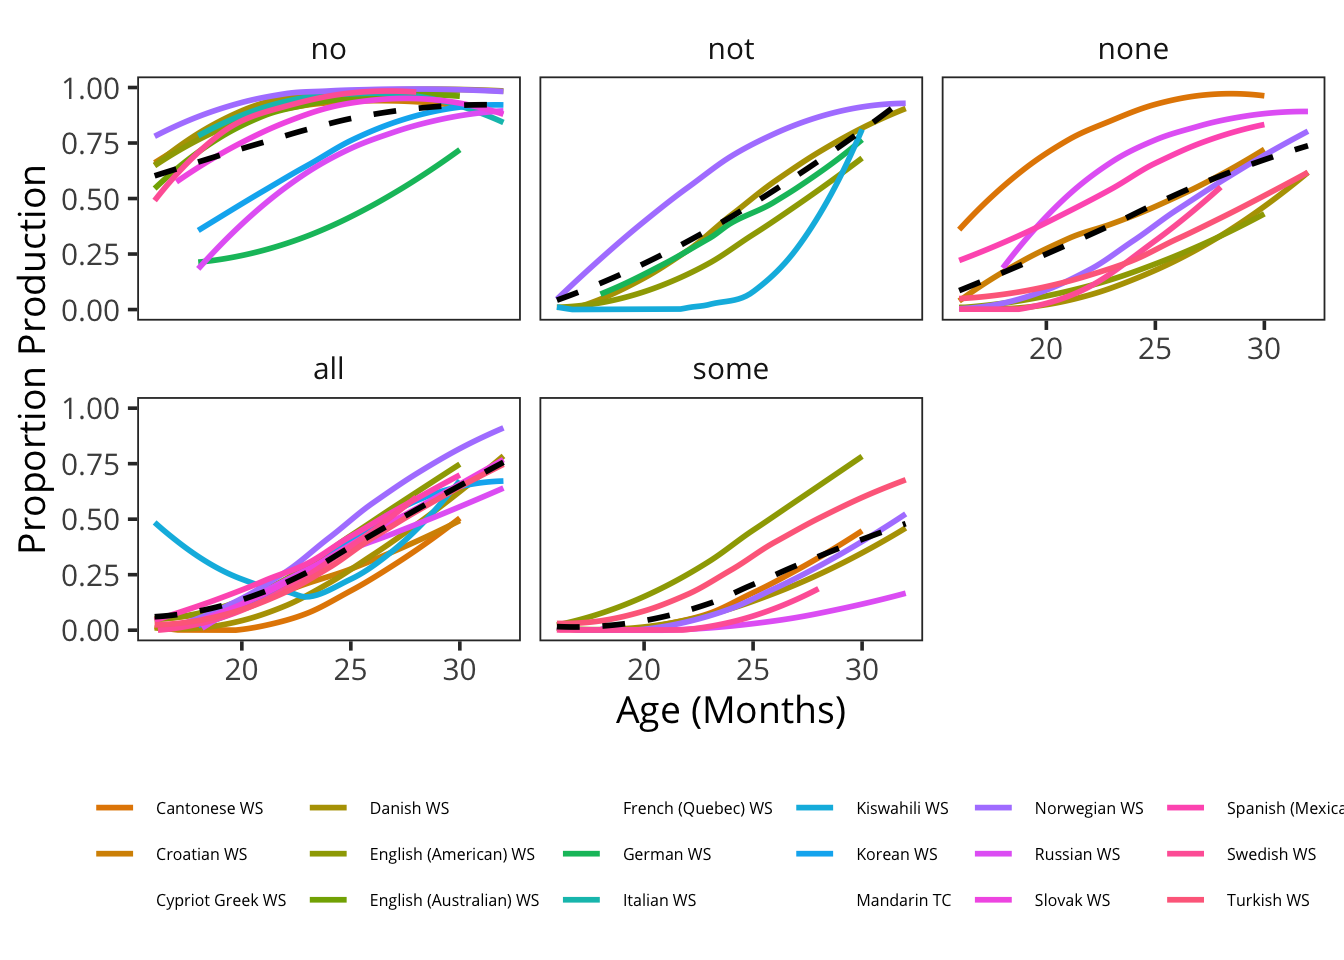 no not none
1.00
0.75
0.50
0.25
0.00
20 25 30
all some
1.00
0.75
0.50
0.25
0.00
20 25 30 20 25 30
Proportion Production
Age (Months)
Cantonese WS Danish WS French (Quebec) WS Kiswahili WS Norwegian WS Spanish (Mexica
Croatian WS English (American) WS German WS Korean WS Russian WS Swedish WS
Cypriot Greek WS English (Australian) WS Italian WS Mandarin TC Slovak WS Turkish WS